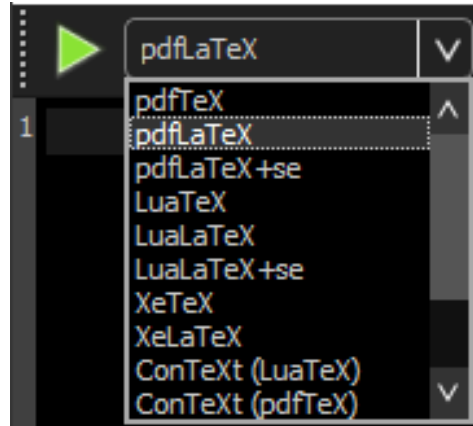 pdfLaTeX
pdfTeX
1
pdfLaTeX
pdfLaTeX+se
LuaTeX
LuaLaTeX
LuaLaTeX+se
XeTeX
XeLaTeX
ConTeXt (LuaTeX)
ConTeXt (pdfTeX)